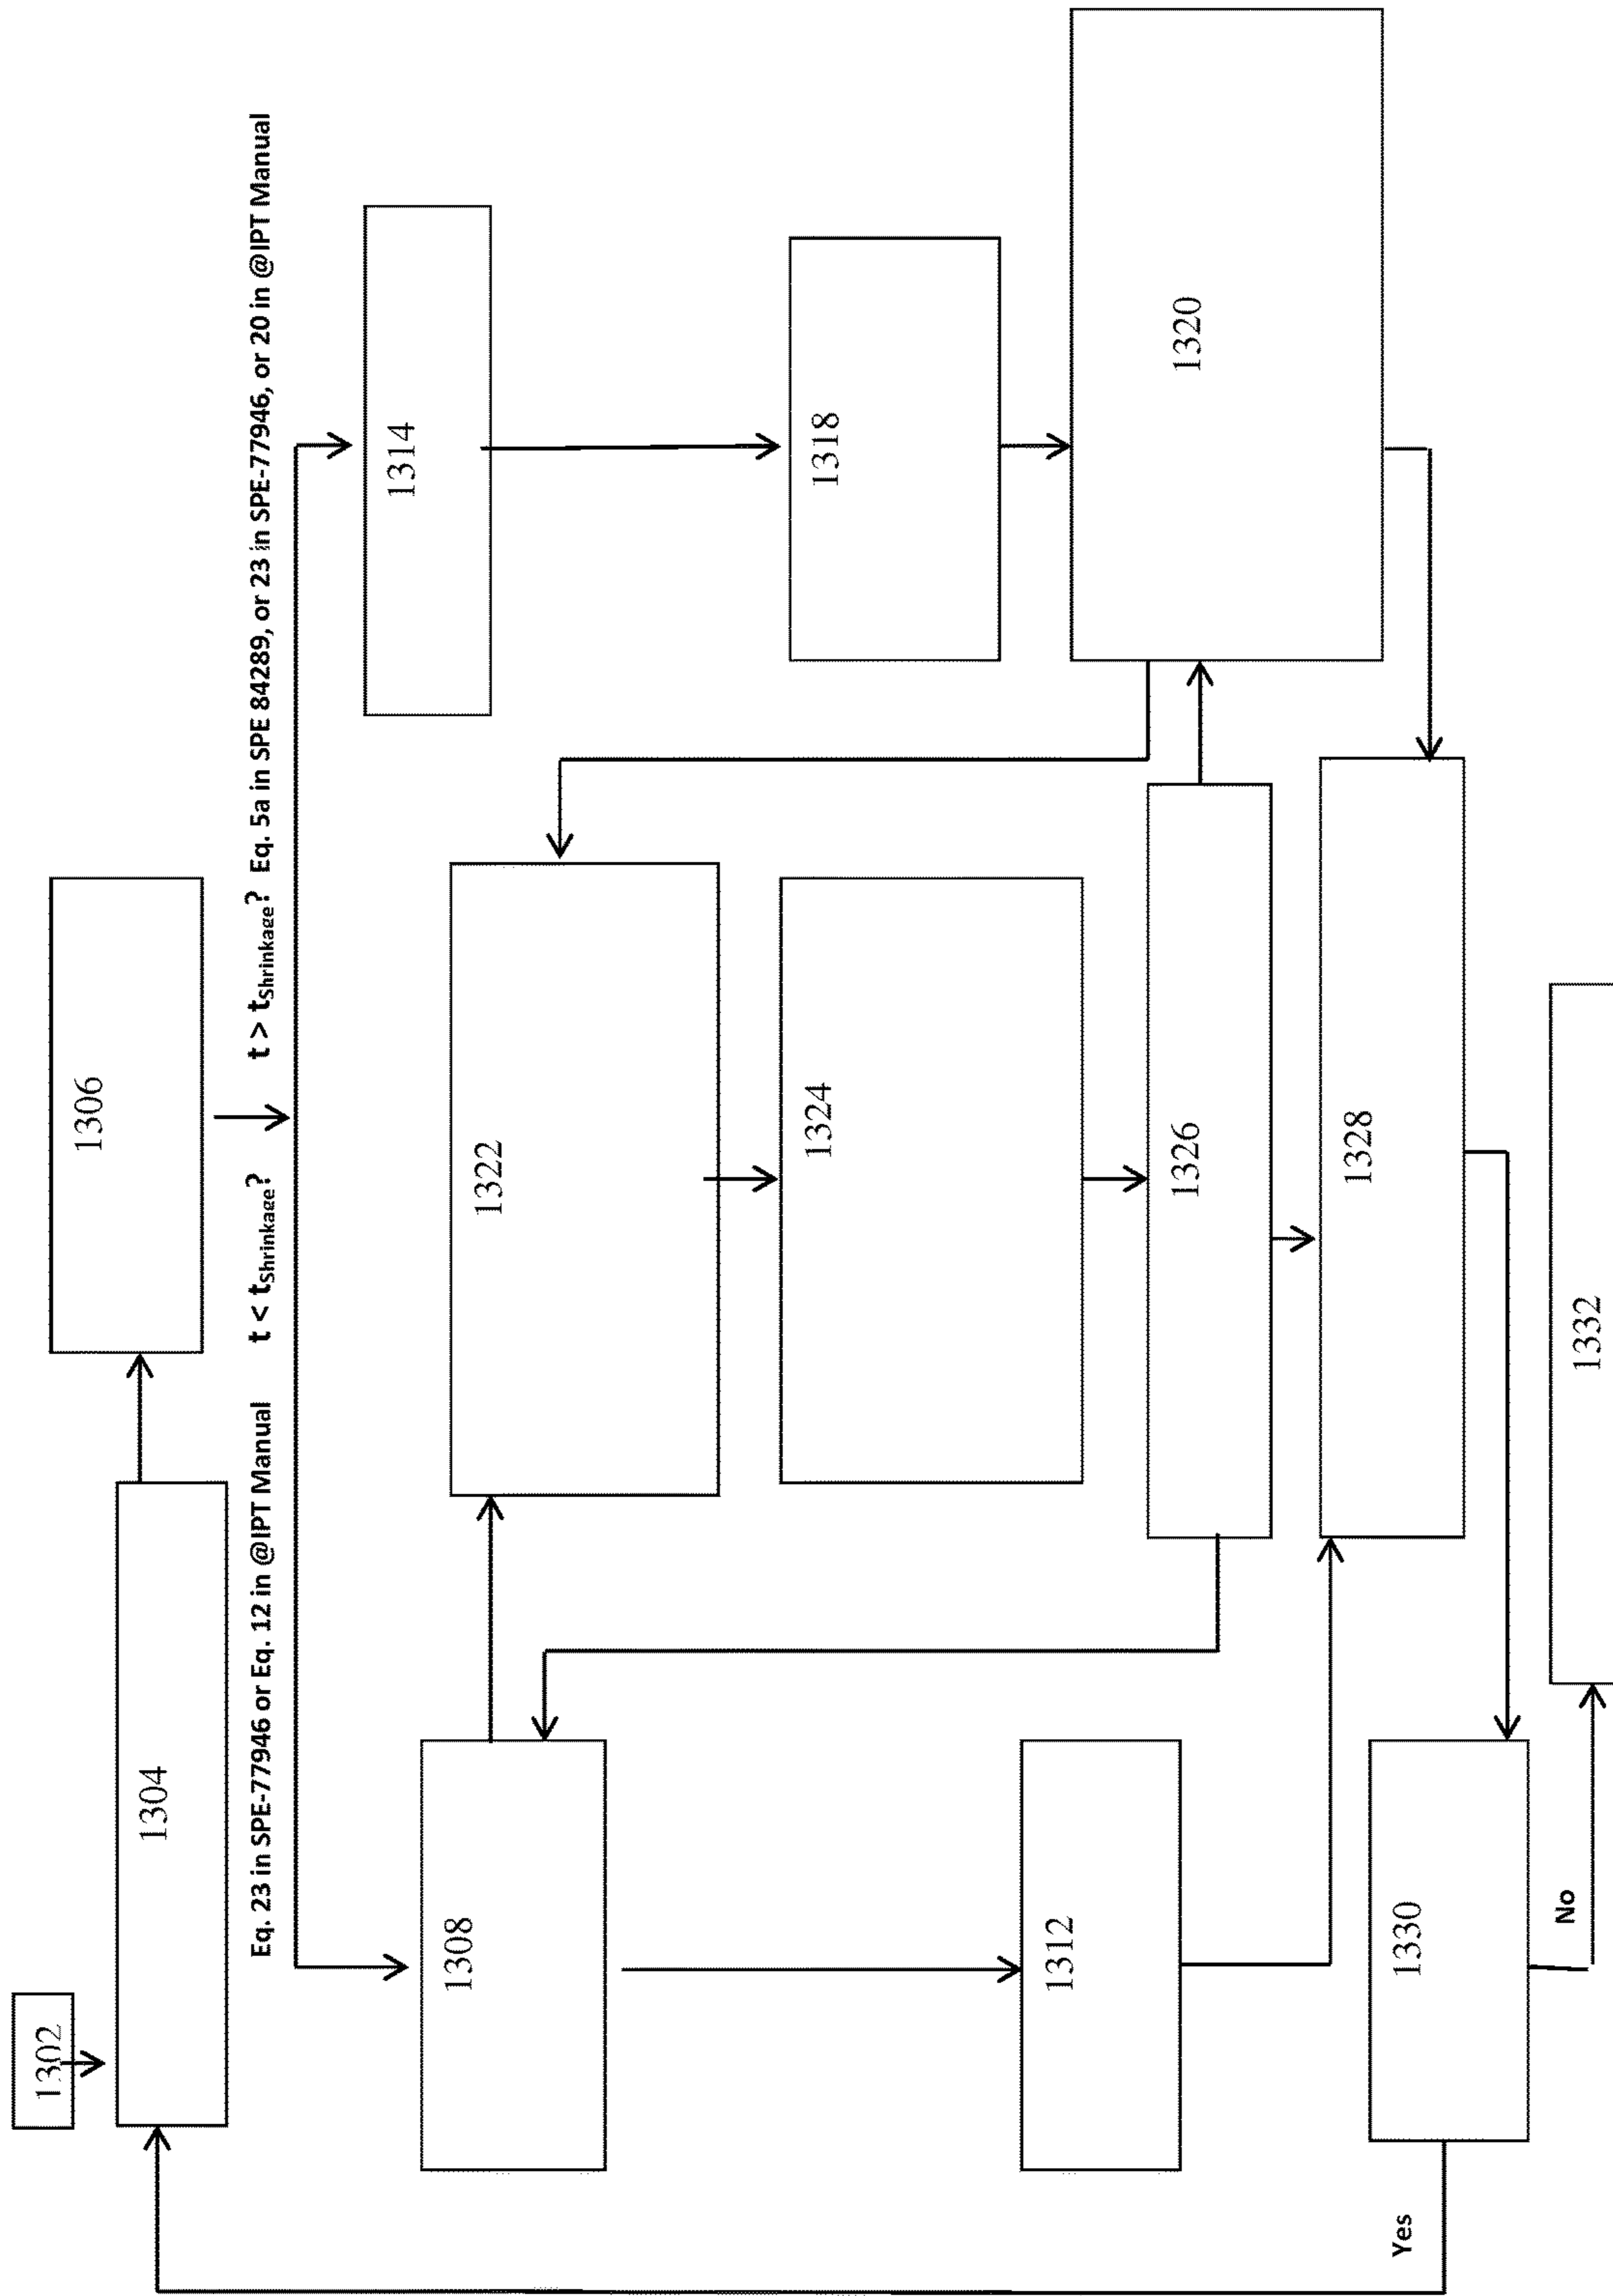 1302
1304
1306
Eq. 23 in SPE-77946 or Eq. 12 in @IPT Manual
t < tShrinkage?
t > tShrinkage?
Eq. 5a in SPE 84289, or 23 in SPE-77946, or 20 in @IPT Manual
1308
1322
1314
1324
1318
1312
1326
1320
1330
1328
Yes
No
1332